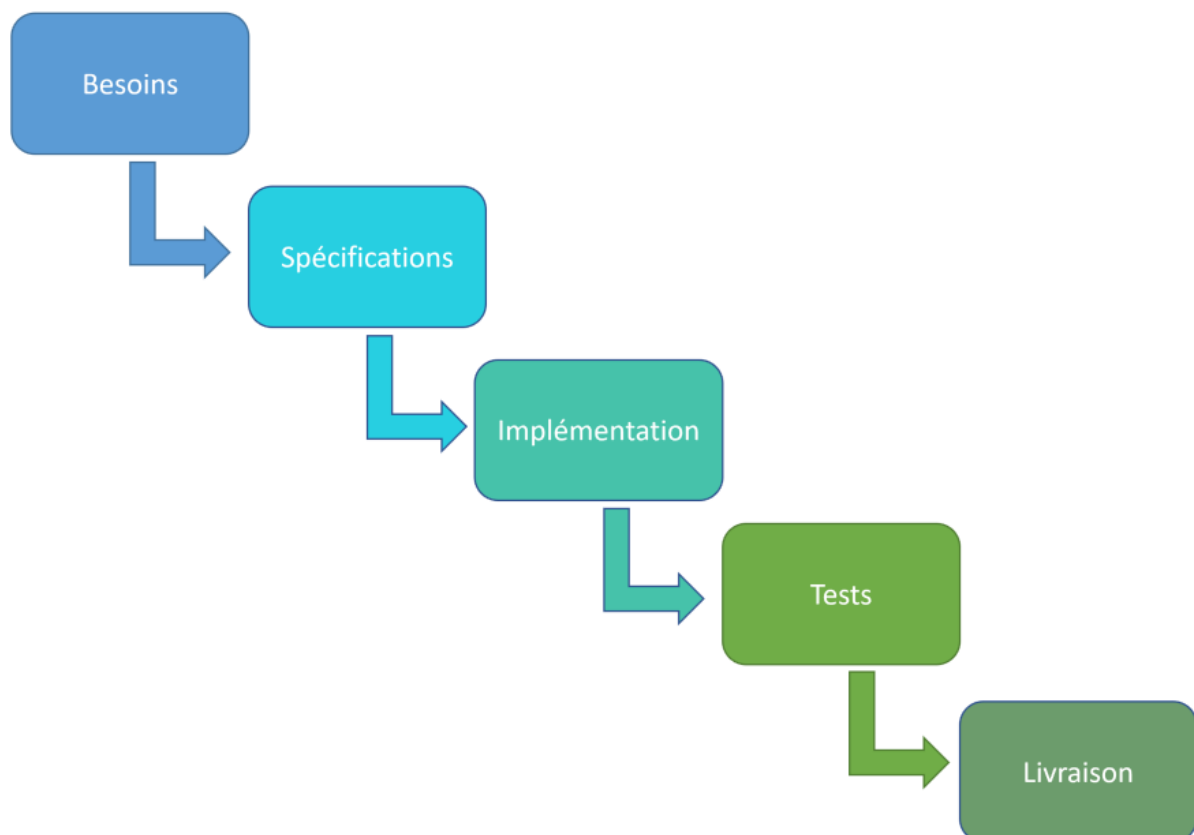 Besoins
Spécifications
Implémentation
Tests
Livraison